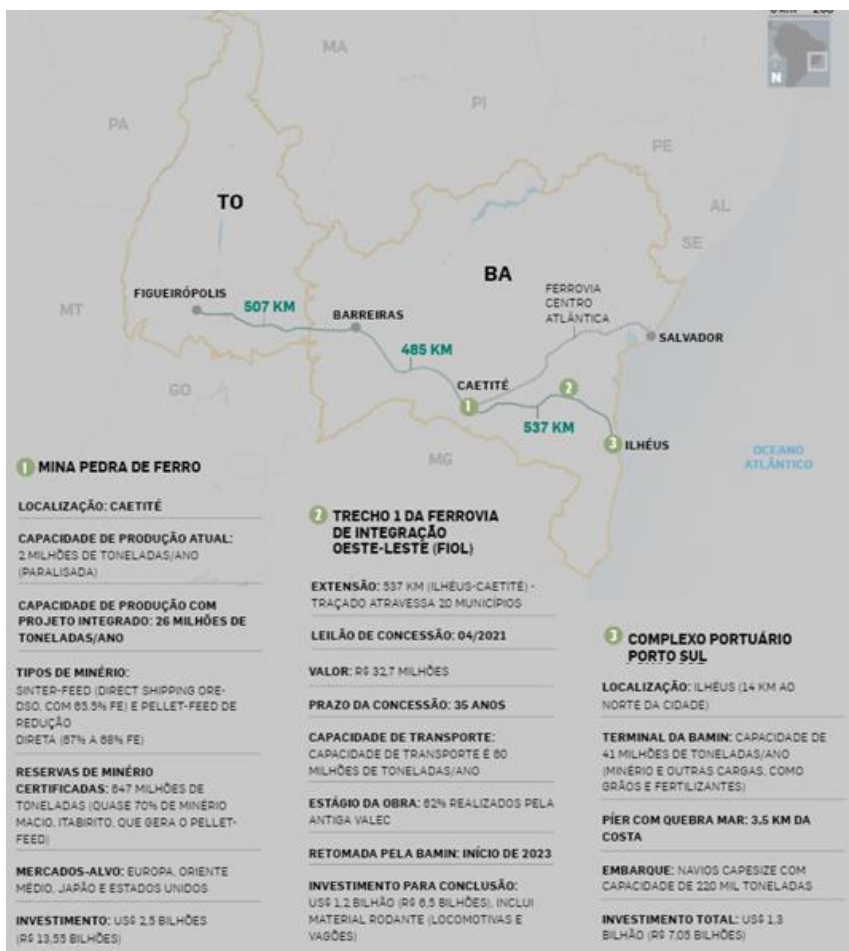 N
MA
PI
PA
PE
TO
AL
SE
BA
FIGUEIRÓPOLIS
507 KM
MT
BARREIRAS
FERROVIA
CENTRO
ATLÂNTICA
SALVADOR
485 KM
GO
CAETITÉ
1
2
537 KM
3 ILHÉUS
MG
OCEANO
ATLÂNTICO
1 MINA PEDRA DE FERRO
LOCALIZAÇÃO: CAETITÉ
CAPACIDADE DE PRODUÇÃO ATUAL:
2 MILHÕES DE TONELADAS/ANO
(PARALISADA)
CAPACIDADE DE PRODUÇÃO COM
PROJETO INTEGRADO: 26 MILHÕES DE
TONELADAS/ANO
TIPOS DE MINÉRIO:
SINTER-FEED (DIRECT SHIPPING ORE-
DSO, COM 65.5% FE) E PELLET-FEED DE
REDUÇÃO
DIRETA (67% A 68% FE)
RESERVAS DE MINÉRIO
CERTIFICADAS: 647 MILHÕES DE
TONELADAS (QUASE 70% DE MINÉRIO
MACIO, ITABIRITO, QUE GERA O PELLET-
FEED)
MERCADOS-ALVO: EUROPA, ORIENTE
MÉDIO, JAPÃO E ESTADOS UNIDOS
INVESTIMENTO: US$ 2,5 BILHÕES
(R$ 13,55 BILHÕES)
2 TRECHO 1 DA FERROVIA
DE INTEGRAÇÃO
OESTE-LESTE (FIOL)
EXTENSÃO: 537 KM (ILHÉUS-CAETITÉ) -
TRAÇADO ATRAVESSA 20 MUNICÍPIOS
LEILÃO DE CONCESSÃO: 04/2021
VALOR: R$ 32,7 MILHÕES
PRAZO DA CONCESSÃO: 35 ANOS
CAPACIDADE DE TRANSPORTE:
CAPACIDADE DE TRANSPORTE É 60
MILHÕES DE TONELADAS/ANO
ESTÁGIO DA OBRA: 62% REALIZADOS PELA
ANTIGA VALEC
RETOMADA PELA BAMIN: INÍCIO DE 2023
INVESTIMENTO PARA CONCLUSÃO:
US$ 1,2 BILHÃO (R$ 6,5 BILHÕES), INCLUI
MATERIAL RODANTE (LOCOMOTIVAS E
VAGÕES)
3 COMPLEXO PORTUÁRIO
PORTO SUL
LOCALIZAÇÃO: ILHÉUS (14 KM AO
NORTE DA CIDADE)
TERMINAL DA BAMIN: CAPACIDADE DE
41 MILHÕES DE TONELADAS/ANO
(MINÉRIO E OUTRAS CARGAS, COMO
GRÃOS E FERTILIZANTES)
PÍER COM QUEBRA MAR: 3,5 KM DA
COSTA
EMBARQUE: NAVIOS CAPESIZE COM
CAPACIDADE DE 220 MIL TONELADAS
INVESTIMENTO TOTAL: US$ 1,3
BILHÃO (R$ 7,05 BILHÕES)